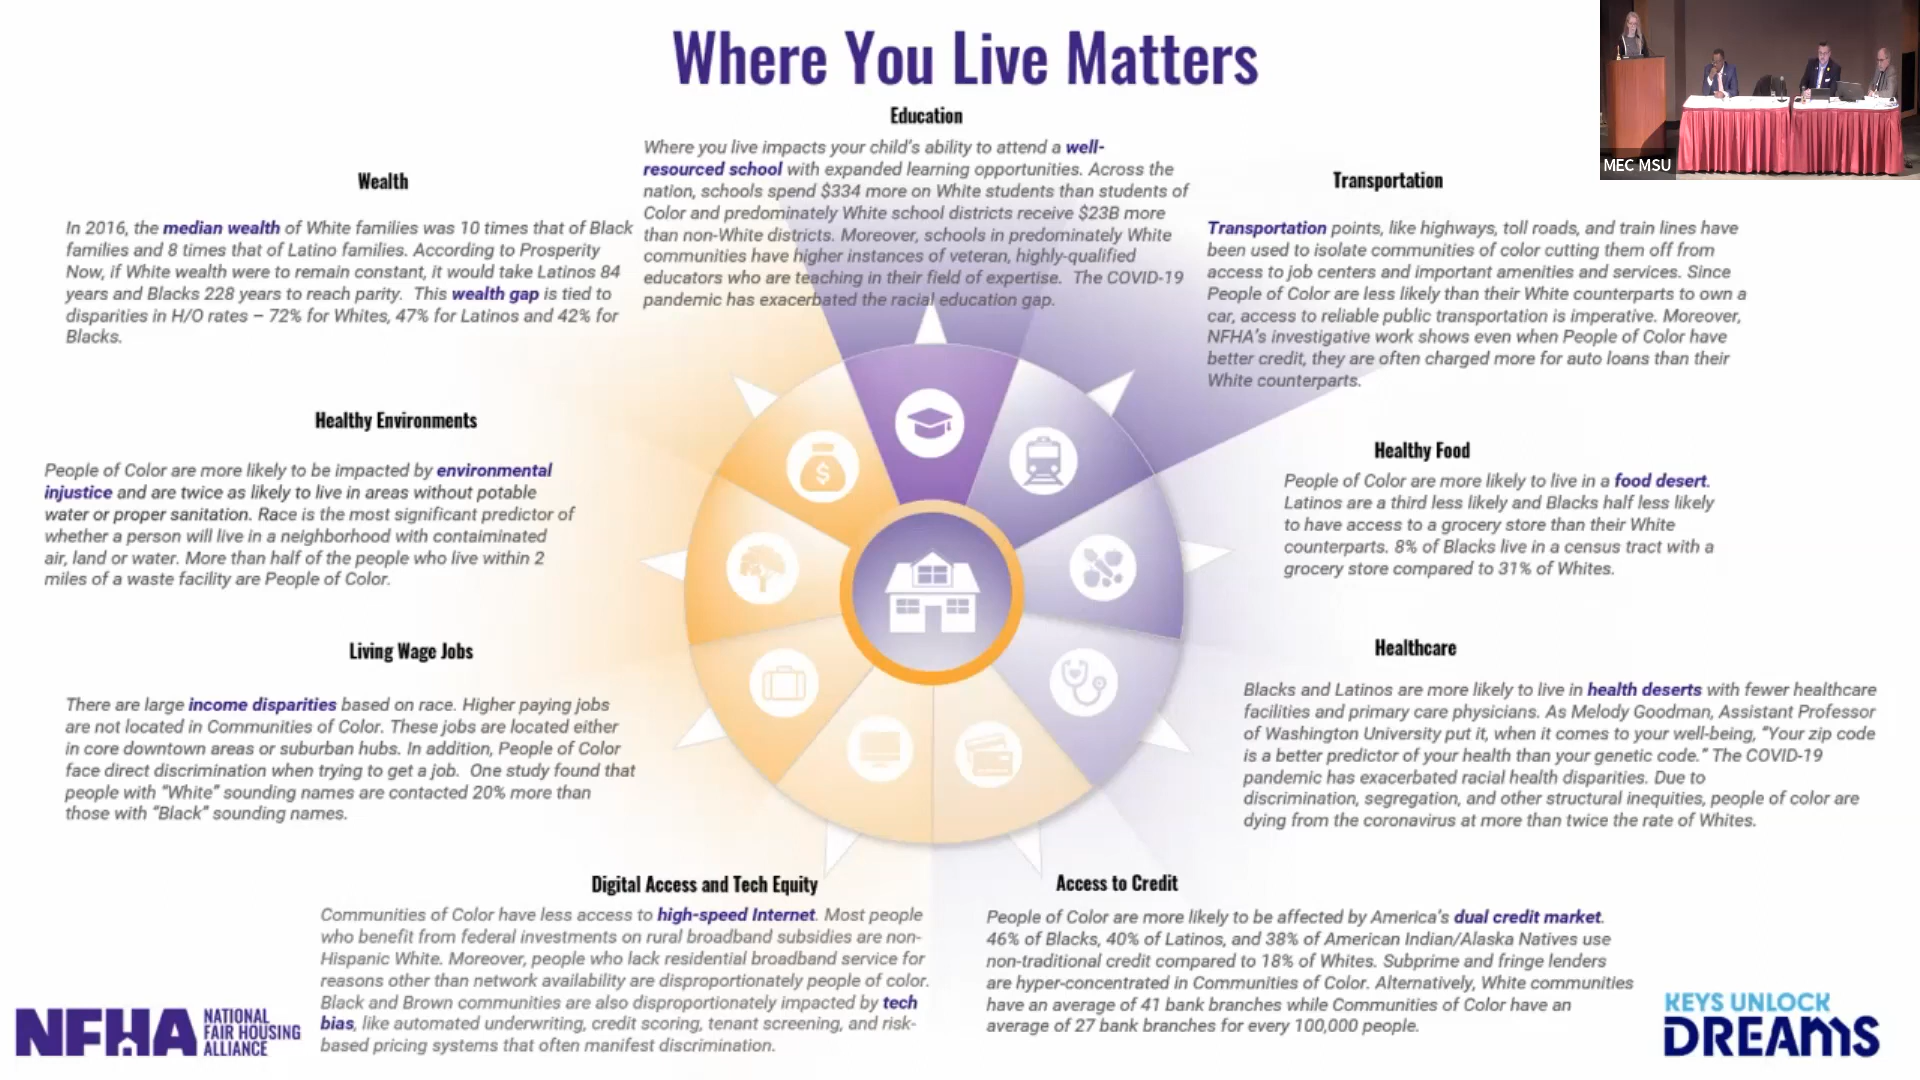 Where You Live Matters
MEC MSU
Education
Where you live impacts your child's ability to attend a well-
resourced school with expanded learning opportunities. Across the
nation, schools spend $334 more on White students than students of
Color and predominately White school districts receive $23B more
than non-White districts. Moreover, schools in predominately White
communities have higher instances of veteran, highly-qualified
educators who are teaching in their field of expertise. The COVID-19
pandemic has exacerbated the racial education gap.
Wealth
In 2016, the median wealth of White families was 10 times that of Black
families and 8 times that of Latino families. According to Prosperity
Now, if White wealth were to remain constant, it would take Latinos 84
years and Blacks 228 years to reach parity. This wealth gap is tied to
disparities in H/O rates – 72% for Whites, 47% for Latinos and 42% for
Blacks.
Transportation
Transportation points, like highways, toll roads, and train lines have
been used to isolate communities of color cutting them off from
access to job centers and important amenities and services. Since
People of Color are less likely than their White counterparts to own a
car, access to reliable public transportation is imperative. Moreover,
NFHA's investigative work shows even when People of Color have
better credit, they are often charged more for auto loans than their
White counterparts.
Healthy Environments
People of Color are more likely to be impacted by environmental
injustice and are twice as likely to live in areas without potable
water or proper sanitation. Race is the most significant predictor of
whether a person will live in a neighborhood with contaiminated
air, land or water. More than half of the people who live within 2
miles of a waste facility are People of Color.
Healthy Food
People of Color are more likely to live in a food desert.
Latinos are a third less likely and Blacks half less likely
to have access to a grocery store than their White
counterparts. 8% of Blacks live in a census tract with a
grocery store compared to 31% of Whites.
$
Living Wage Jobs
There are large income disparities based on race. Higher paying jobs
are not located in Communities of Color. These jobs are located either
in core downtown areas or suburban hubs. In addition, People of Color
face direct discrimination when trying to get a job. One study found that
people with "White" sounding names are contacted 20% more than
those with "Black" sounding names.
Healthcare
Blacks and Latinos are more likely to live in health deserts with fewer healthcare
facilities and primary care physicians. As Melody Goodman, Assistant Professor
of Washington University put it, when it comes to your well-being, "Your zip code
is a better predictor of your health than your genetic code." The COVID-19
pandemic has exacerbated racial health disparities. Due to
discrimination, segregation, and other structural inequities, people of color are
dying from the coronavirus at more than twice the rate of Whites.
Digital Access and Tech Equity
Communities of Color have less access to high-speed Internet. Most people
who benefit from federal investments on rural broadband subsidies are non-
Hispanic White. Moreover, people who lack residential broadband service for
reasons other than network availability are disproportionately people of color.
Black and Brown communities are also disproportionately impacted by tech
bias, like automated underwriting, credit scoring, tenant screening, and risk-
based pricing systems that often manifest discrimination.
Access to Credit
People of Color are more likely to be affected by America's dual credit market.
46% of Blacks, 40% of Latinos, and 38% of American Indian/Alaska Natives use
non-traditional credit compared to 18% of Whites. Subprime and fringe lenders
are hyper-concentrated in Communities of Color. Alternatively, White communities
have an average of 41 bank branches while Communities of Color have an
average of 27 bank branches for every 100,000 people.
NFHA
NATIONAL
FAIR HOUSING
ALLIANCE
KEYS UNLOCK
DREAMS